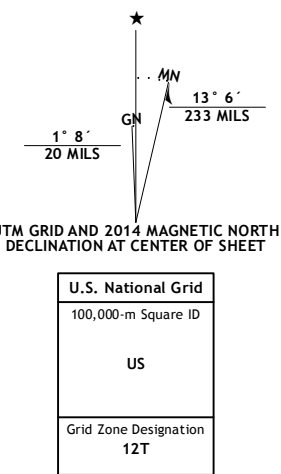 MN
GN
13° 6´
233 MILS
1° 8´
20 MILS
UTM GRID AND 2014 MAGNETIC NORTH
DECLINATION AT CENTER OF SHEET
U.S. National Grid
100,000-m Square ID
US
Grid Zone Designation
12T